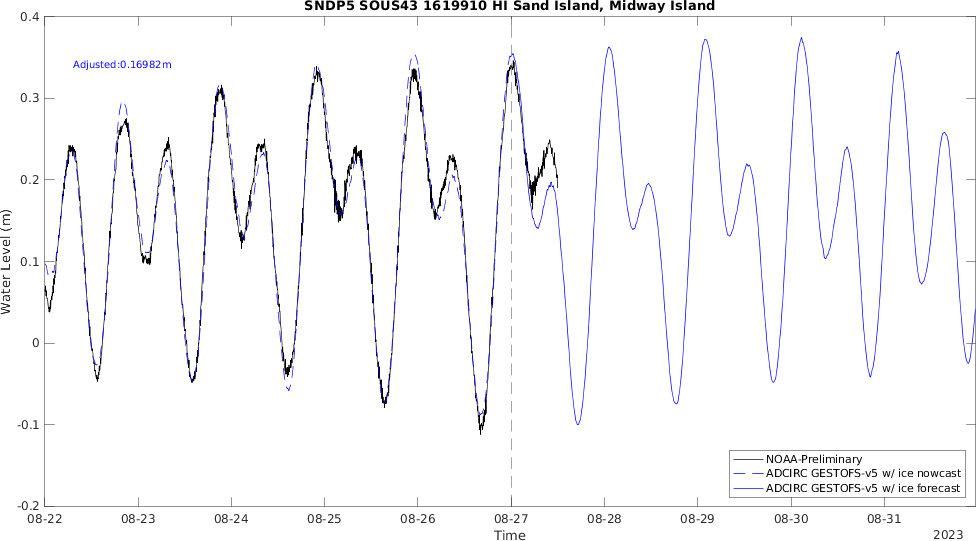 SNDP5 SOUS43 1619910 HI Sand Island, Midway Island
Adjusted:0.16982m
0.4
0.3
0.2
0.1
0
-0.1
-0.2
Water Level (m)
NOAA-Preliminary
ADCIRC GESTOFS-v5 w/ ice nowcast
ADCIRC GESTOFS-v5 w/ ice forecast
08-22 08-23 08-24 08-25 08-26 08-27 08-28 08-29 08-30 08-31
Time
2023